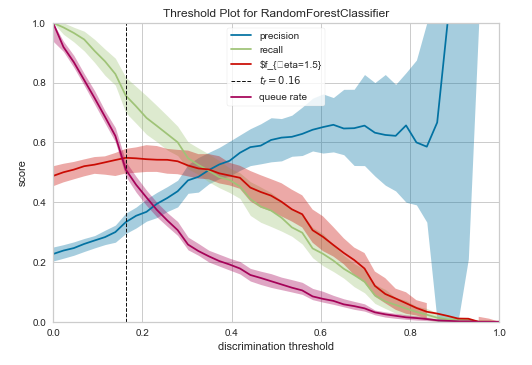 Threshold Plot for RandomForestClassifier
precision
recall
$f_{▯eta=1.5}
t_f = 0.16
queue rate
score
1.0
0.8
0.6
0.4
0.2
0.0
0.0 0.2 0.4 0.6 0.8 1.0
discrimination threshold